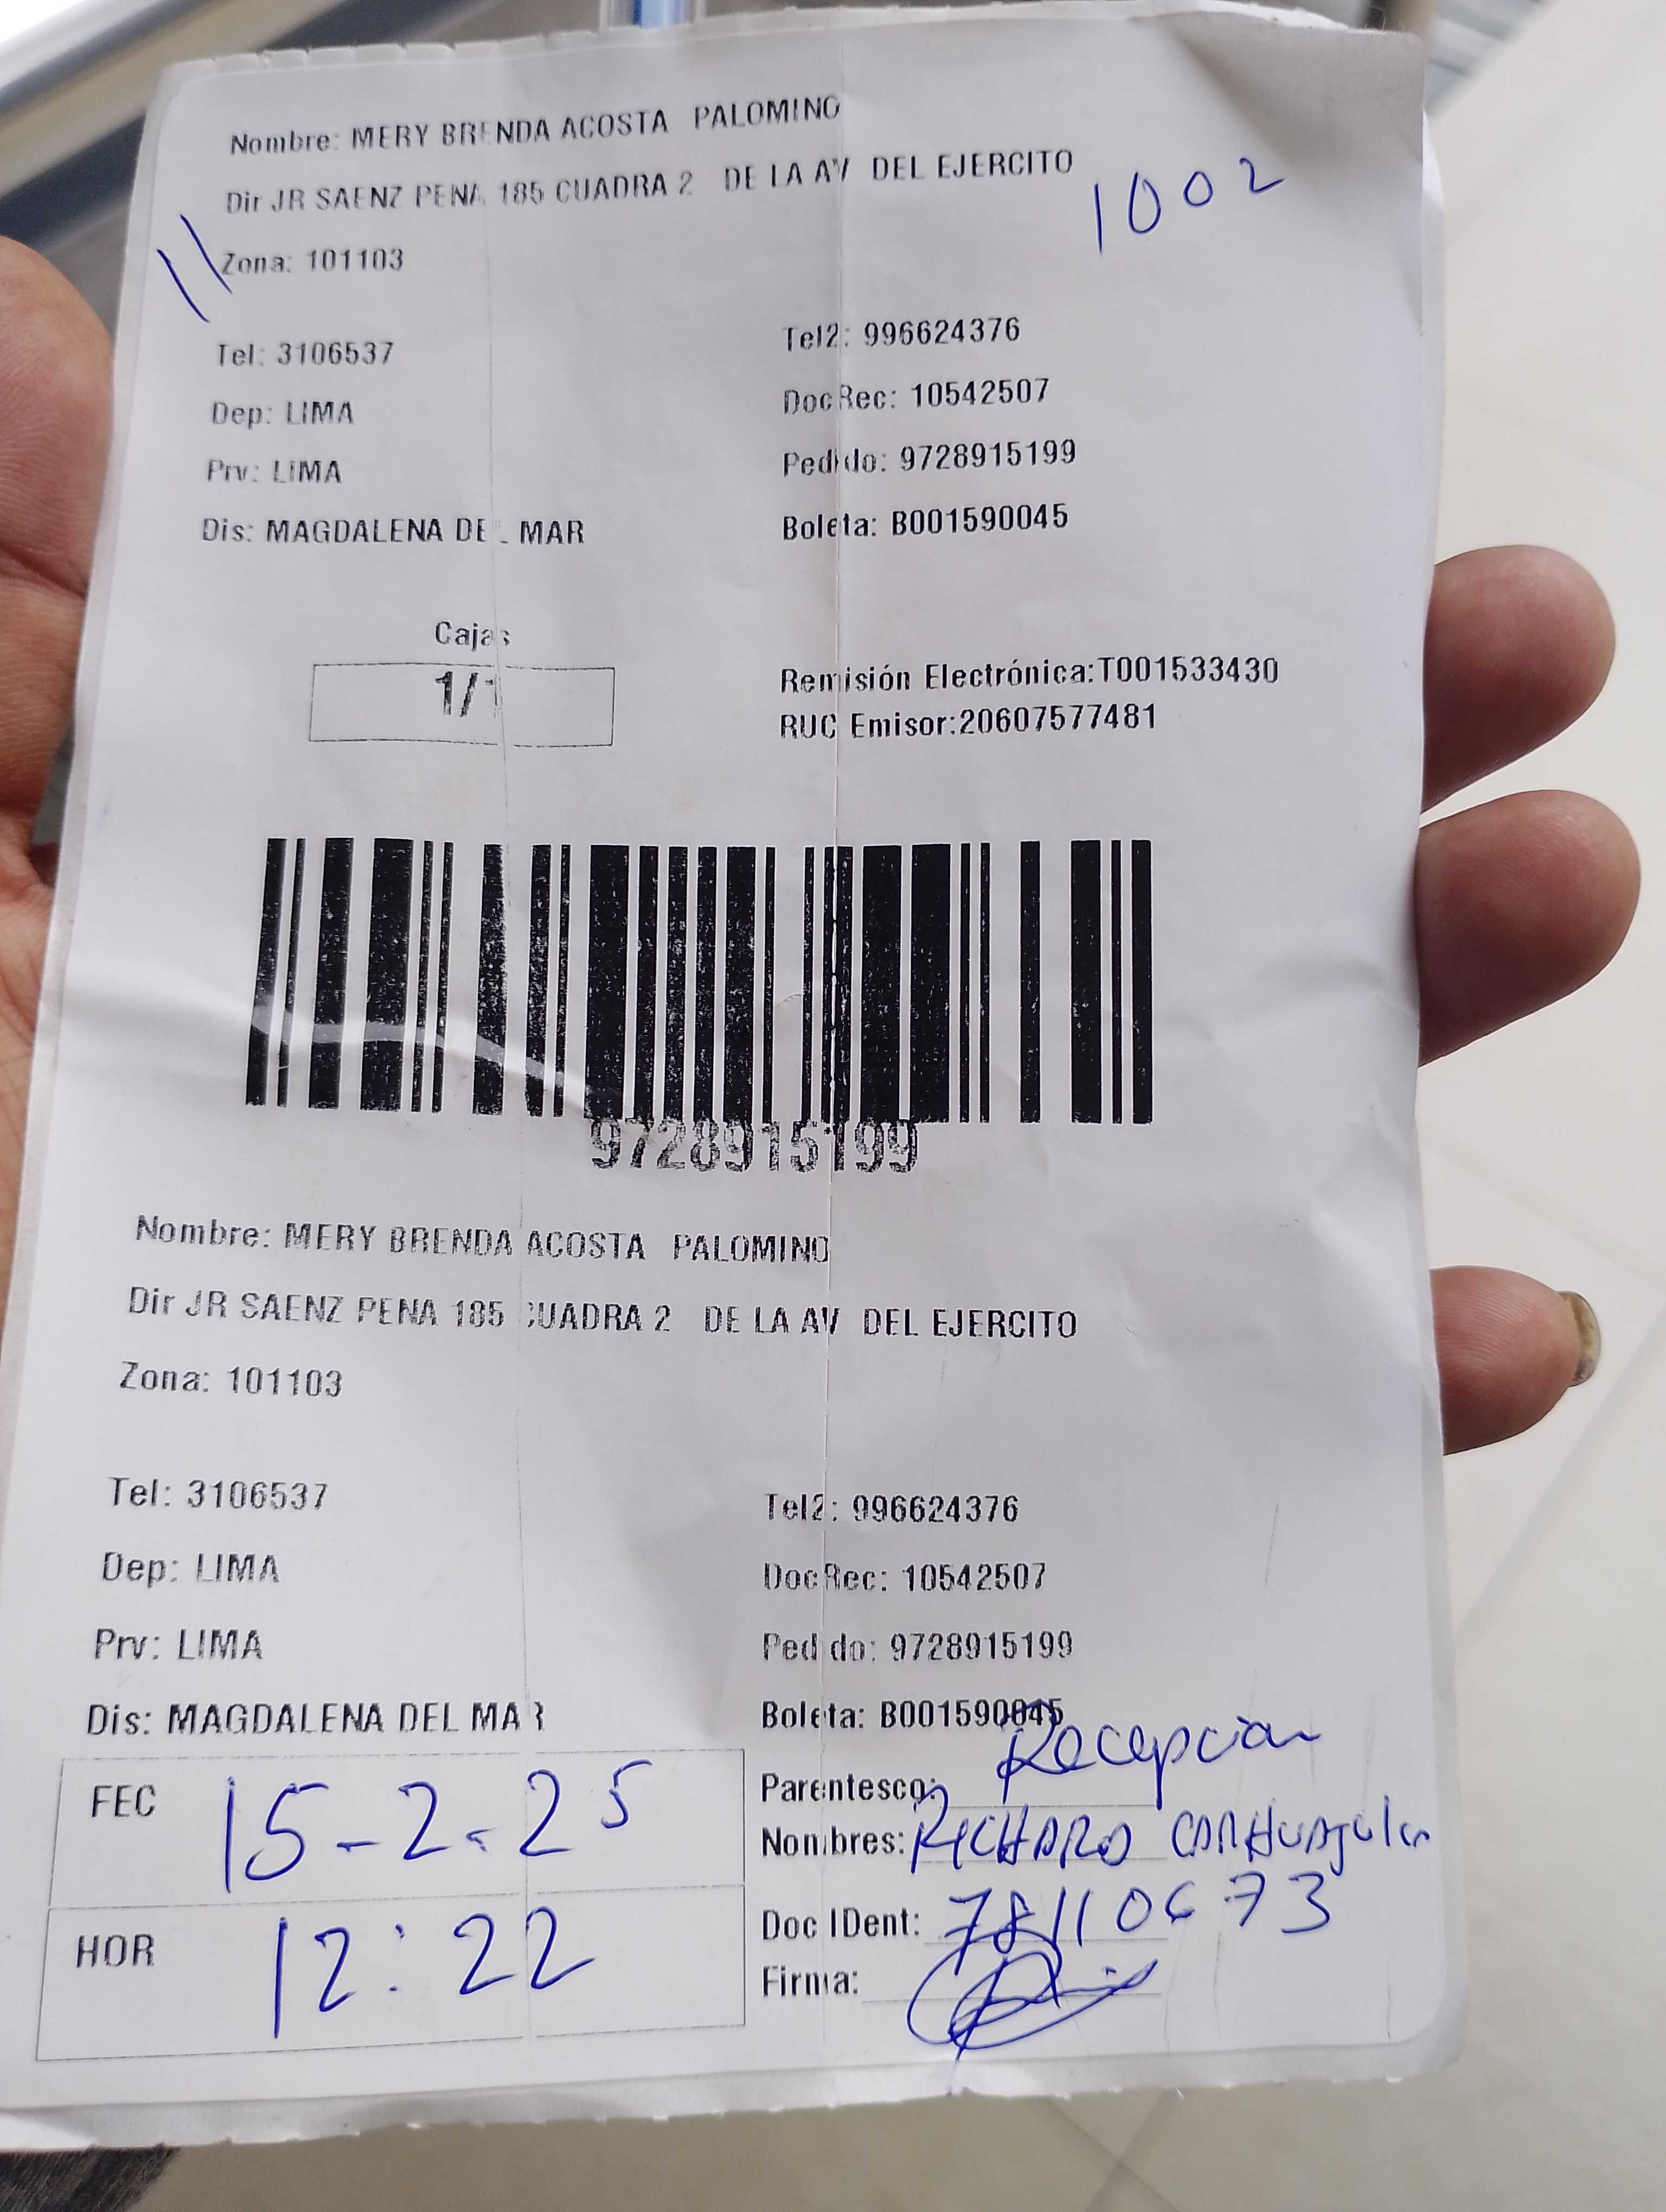 Nombre: MERY BRENDA ACOSTA PALOMINO
Dir JR SAENZ PENA 185 CUADRA 2 DE LA AV DEL EJERCITO
1002
Zona: 101103
Tel: 3106537 Tel2: 996624376
Dep: LIMA DocRec: 10542507
Prv: LIMA Pedido: 9728915199
Dis: MAGDALENA DEL MAR Boleta: B001590045
Cajas
1/1
Remisión Electrónica:T001533430
RUC Emisor:20607577481
9728915199
Nombre: MERY BRENDA ACOSTA PALOMINO
Dir JR SAENZ PENA 185 CUADRA 2 DE LA AV DEL EJERCITO
Zona: 101103
Tel: 3106537 Tel2: 996624376
Dep: LIMA DocRec: 10542507
Prv: LIMA Pedido: 9728915199
Dis: MAGDALENA DEL MAR Boleta: B001590045
FEC 15-2-25
HOR 12:22
Parentesco: Recepcion
Nombres: RICHARD
Doc IDent: 78110673
Firma: